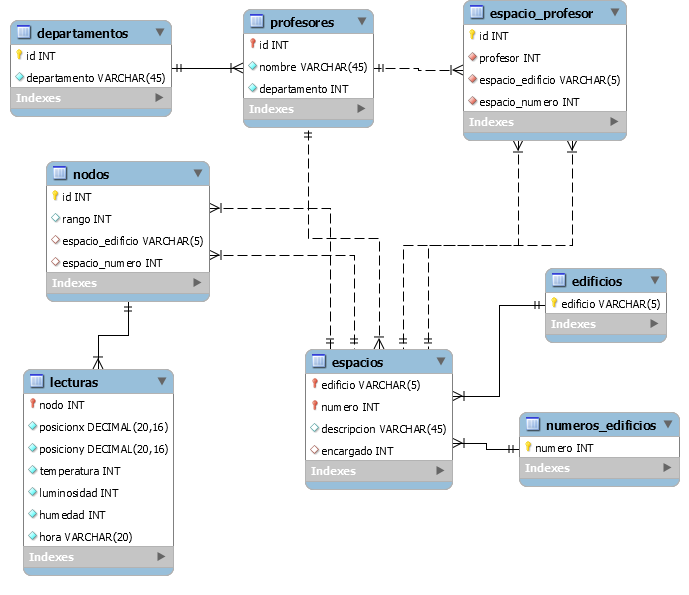 departamentos
id INT
departamento VARCHAR(45)
Indexes
profesores
id INT
nombre VARCHAR(45)
departamento INT
Indexes
espacio_profesor
id INT
profesor INT
espacio_edificio VARCHAR(5)
espacio_numero INT
Indexes
nodos
id INT
rango INT
espacio_edificio VARCHAR(5)
espacio_numero INT
Indexes
edificios
edificio VARCHAR(5)
Indexes
espacios
edificio VARCHAR(5)
numero INT
descripcion VARCHAR(45)
encargado INT
Indexes
numeros_edificios
numero INT
Indexes
lecturas
nodo INT
posicionx DECIMAL(20,16)
posiciony DECIMAL(20,16)
temperatura INT
luminosidad INT
humedad INT
hora VARCHAR(20)
Indexes